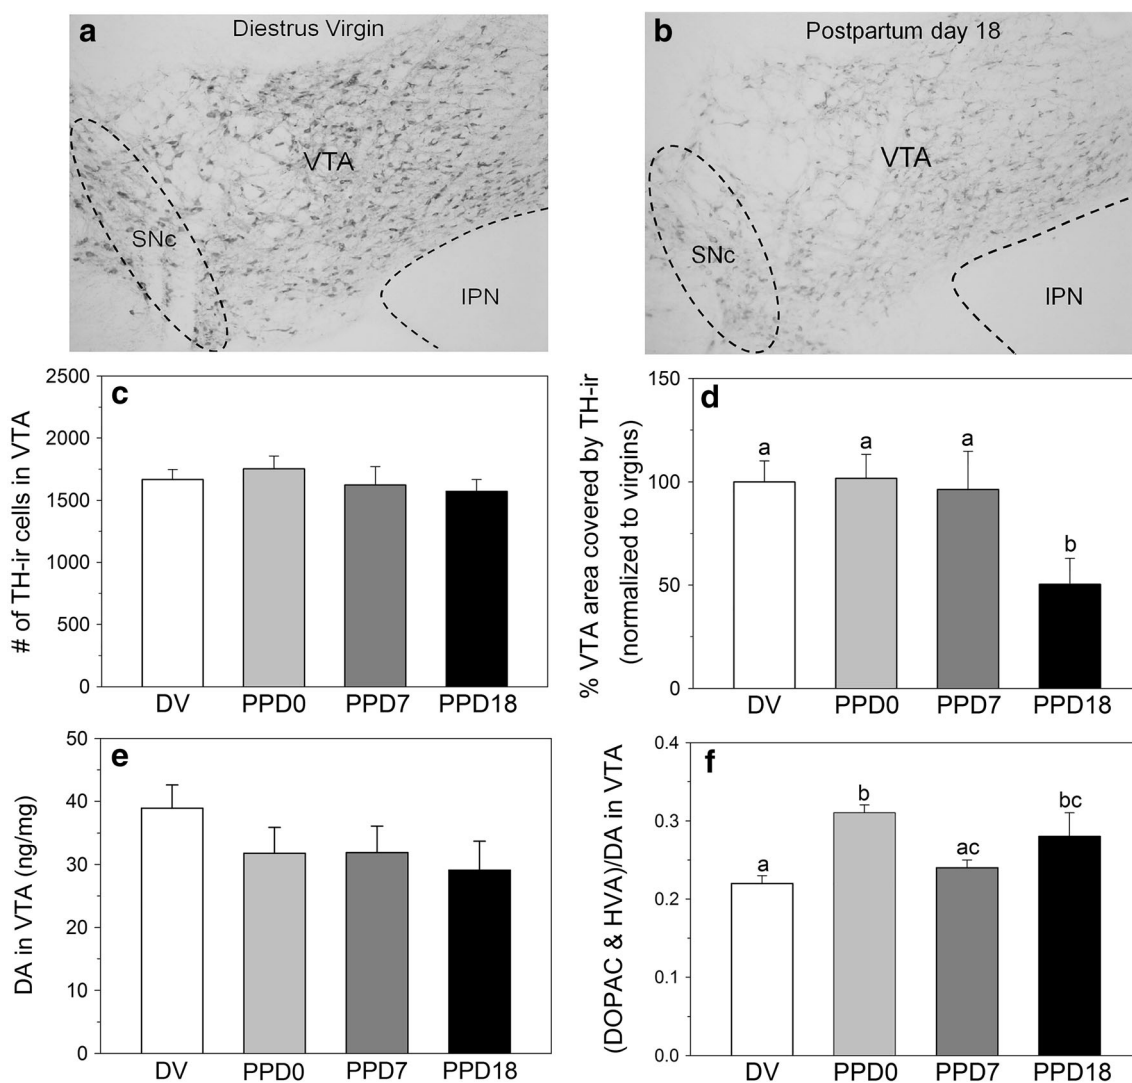 a
Diestrus Virgin
VTA
SNc
IPN
b
Postpartum day 18
VTA
SNc
IPN
c
# of TH-ir cells in VTA
2500
2000
1500
1000
500
0
DV PPD0 PPD7 PPD18
d
% VTA area covered by TH-ir
(normalized to virgins)
150
100
50
0
a a a b
DV PPD0 PPD7 PPD18
e
DA in VTA (ng/mg)
50
40
30
20
10
0
DV PPD0 PPD7 PPD18
f
(DOPAC & HVA)/DA in VTA
0.4
0.3
0.2
0.1
0.0
a b ac bc
DV PPD0 PPD7 PPD18